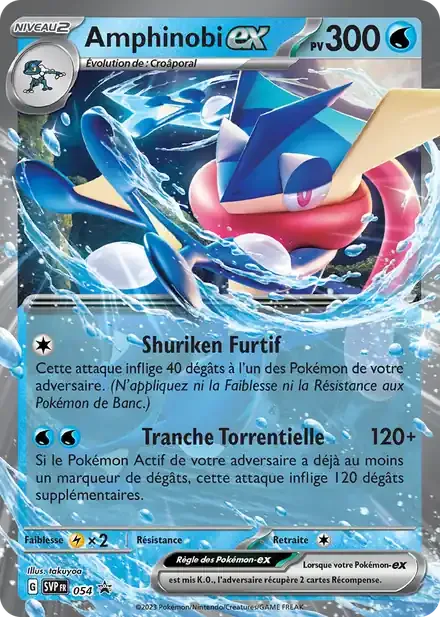 NIVEAU2
Amphinobi ex PV 300
Évolution de : Croâporal
Shuriken Furtif
Cette attaque inflige 40 dégâts à l'un des Pokémon de votre
adversaire. (N'appliquez ni la Faiblesse ni la Résistance aux
Pokémon de Banc.)
Tranche Torrentielle 120+
Si le Pokémon Actif de votre adversaire a déjà au moins
un marqueur de dégâts, cette attaque inflige 120 dégâts
supplémentaires.
Faiblesse ×2 Résistance Retraite
Illus. takuyoa
Règle des Pokémon-ex Lorsque votre Pokémon-ex
est mis K.O., l'adversaire récupère 2 cartes Récompense.
G SVP FR 054
©2023 Pokémon/Nintendo/Creatures/GAME FREAK